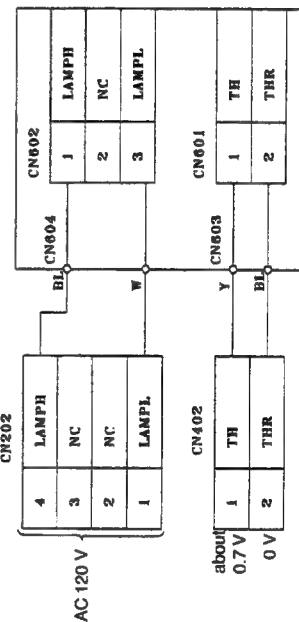 CN202
4 LAMPH
3 NC
2 NC
1 LAMPL
AC 120 V
BL
CN604
W
CN602
1 LAMPH
2 NC
3 LAMPL
CN402
1 TH
2 THR
about
0.7 V
0 V
Y
CN603
BL
CN601
1 TH
2 THR